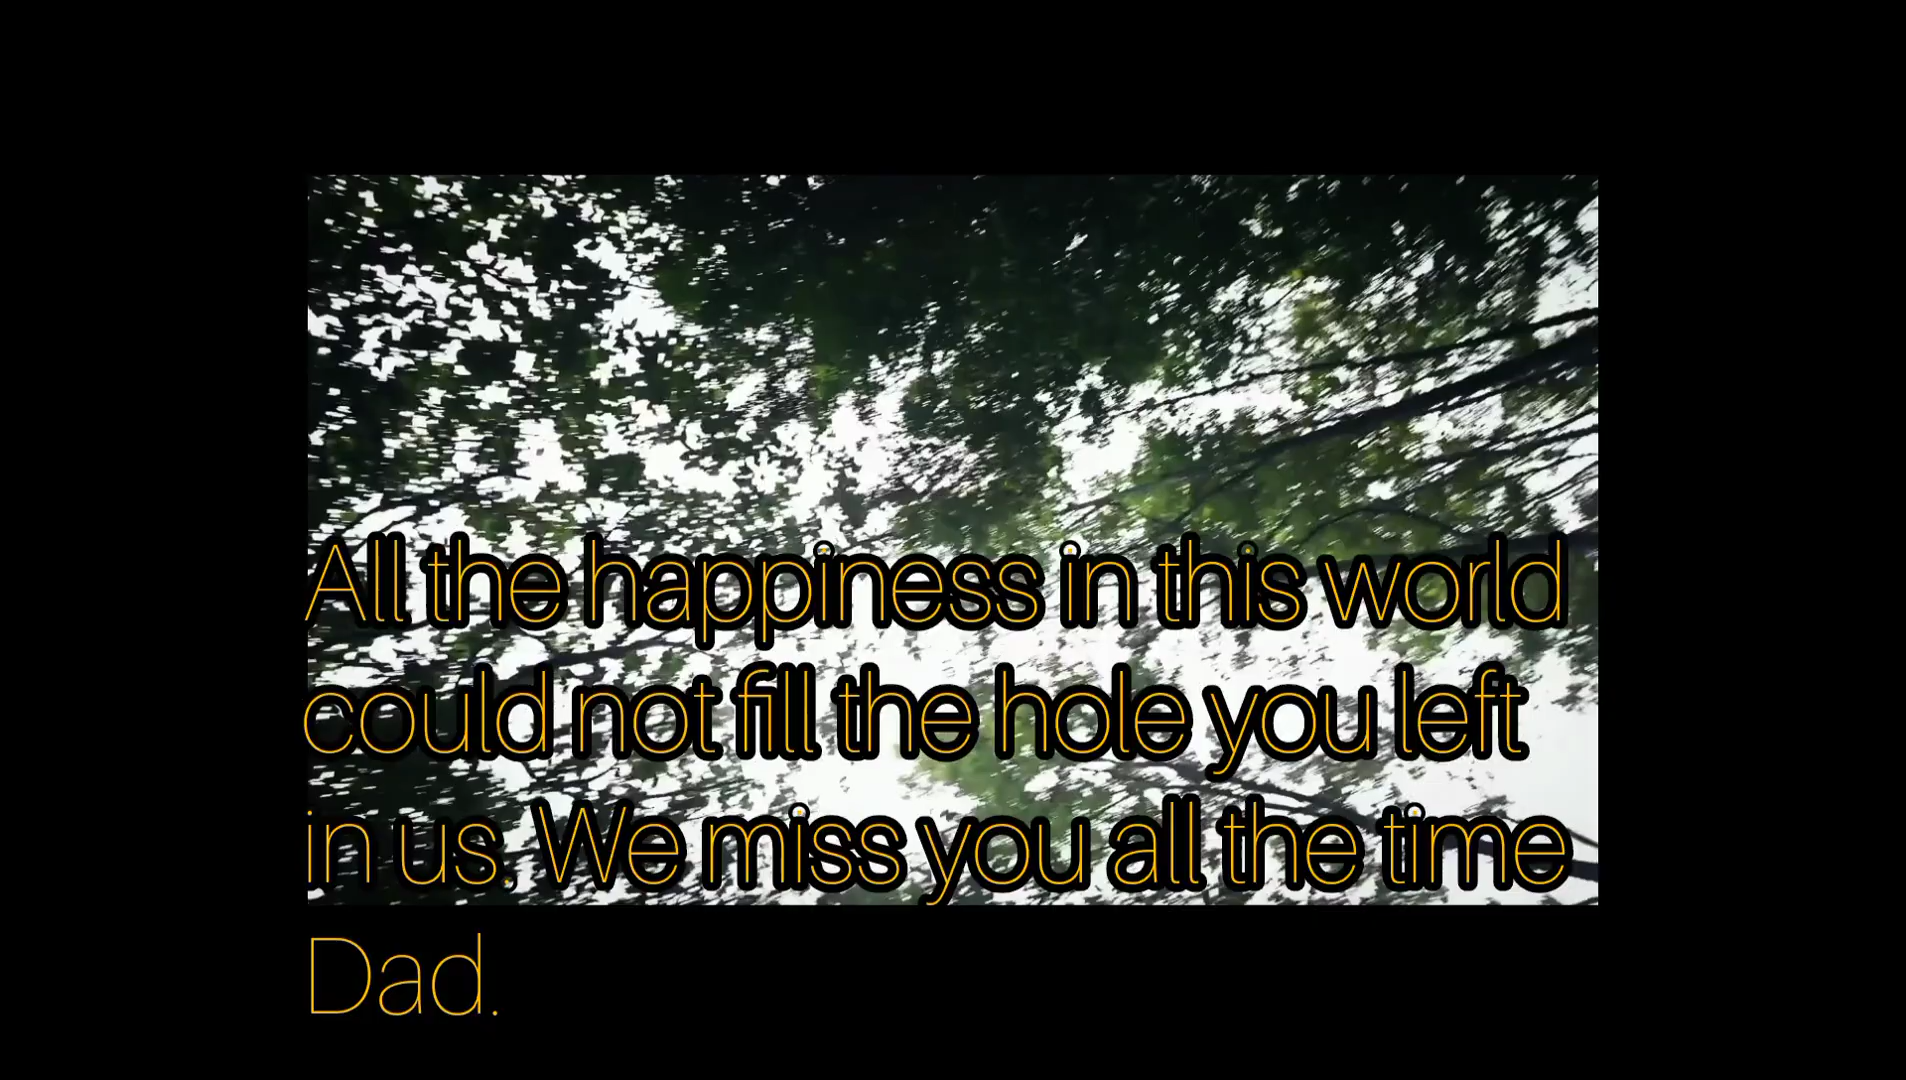 All the happiness in this world
could not fill the hole you left
in us. We miss you all the time
Dad.